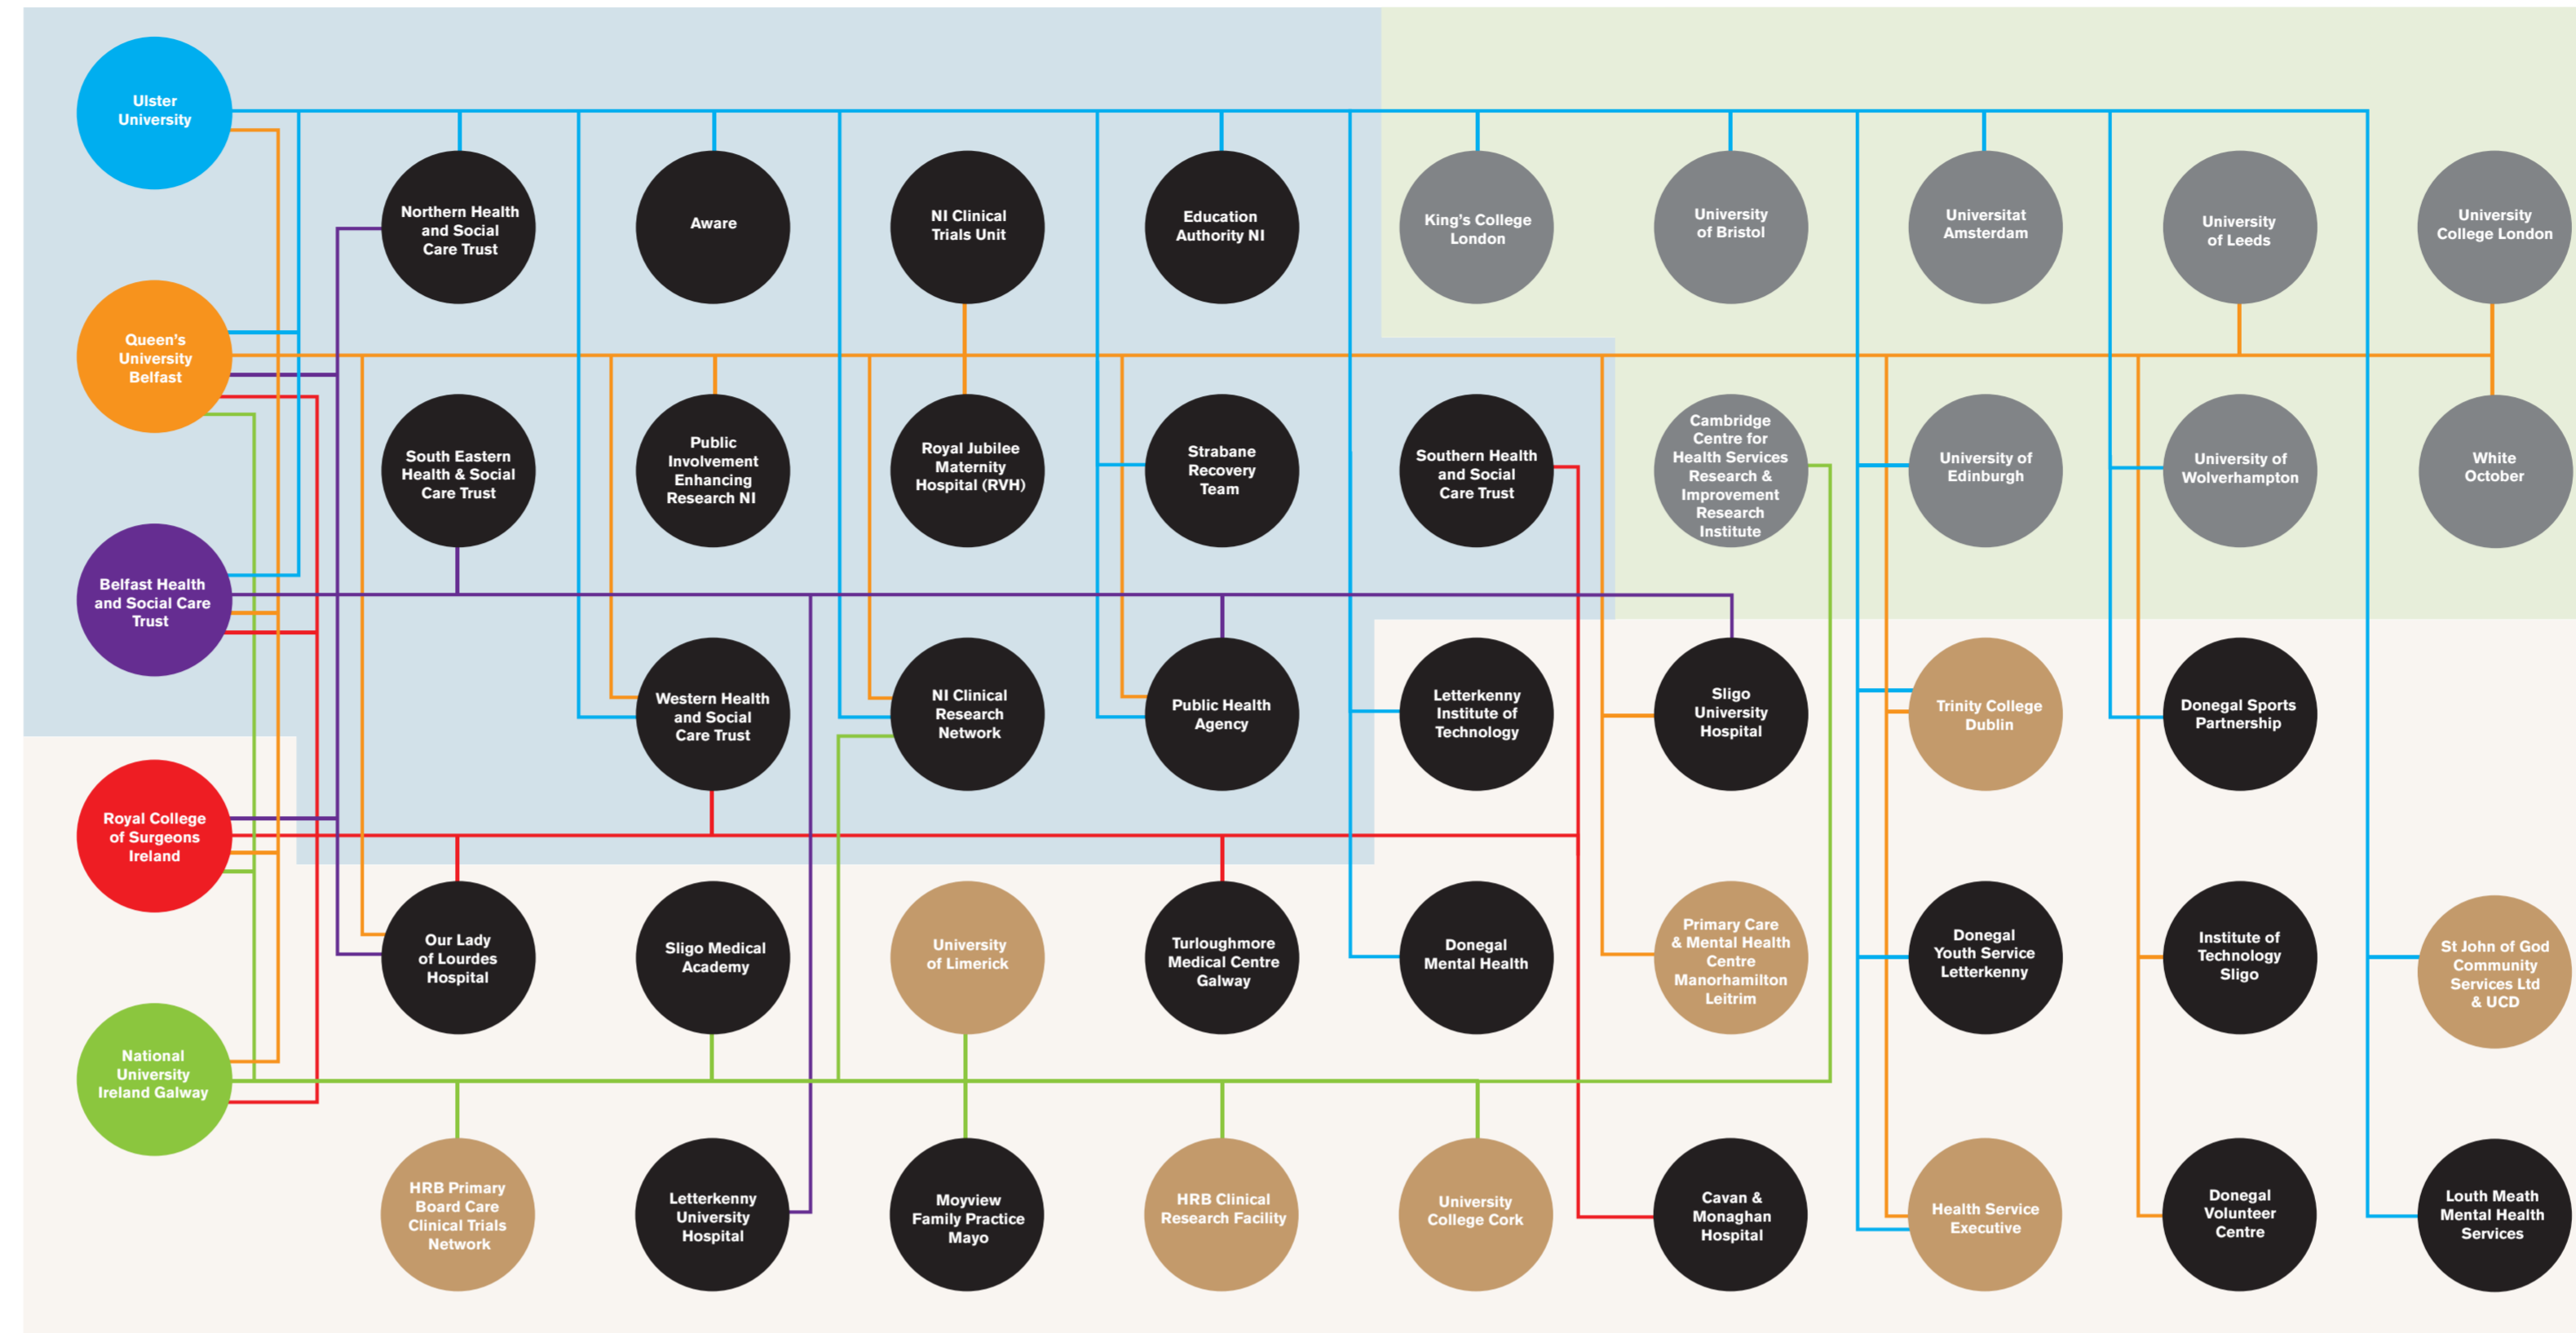 Ulster
University
Northern Health
and Social
Care Trust
Aware
NI Clinical
Trials Unit
Education
Authority NI
King's College
London
University
of Bristol
Universitat
Amsterdam
University
of Leeds
University
College London
Queen's
University
Belfast
South Eastern
Health & Social
Care Trust
Public
Involvement
Enhancing
Research NI
Royal Jubilee
Maternity
Hospital (RVH)
Strabane
Recovery
Team
Southern Health
and Social
Care Trust
Cambridge
Centre for
Health Services
Research &
Improvement
Research
Institute
University of
Edinburgh
University of
Wolverhampton
White
October
Belfast Health
and Social Care
Trust
Western Health
and Social
Care Trust
NI Clinical
Research
Network
Public Health
Agency
Letterkenny
Institute of
Technology
Sligo
University
Hospital
Trinity College
Dublin
Donegal Sports
Partnership
Royal College
of Surgeons
Ireland
Our Lady
of Lourdes
Hospital
Sligo Medical
Academy
University
of Limerick
Turloughmore
Medical Centre
Galway
Donegal
Mental Health
Primary Care
& Mental Health
Centre
Manorhamilton
Leitrim
Donegal
Youth Service
Letterkenny
Institute of
Technology
Sligo
St John of God
Community
Services Ltd
& UCD
National
University
Ireland Galway
HRB Primary
Board Care
Clinical Trials
Network
Letterkenny
University
Hospital
Moyview
Family Practice
Mayo
HRB Clinical
Research Facility
University
College Cork
Cavan &
Monaghan
Hospital
Health Service
Executive
Donegal
Volunteer
Centre
Louth Meath
Mental Health
Services